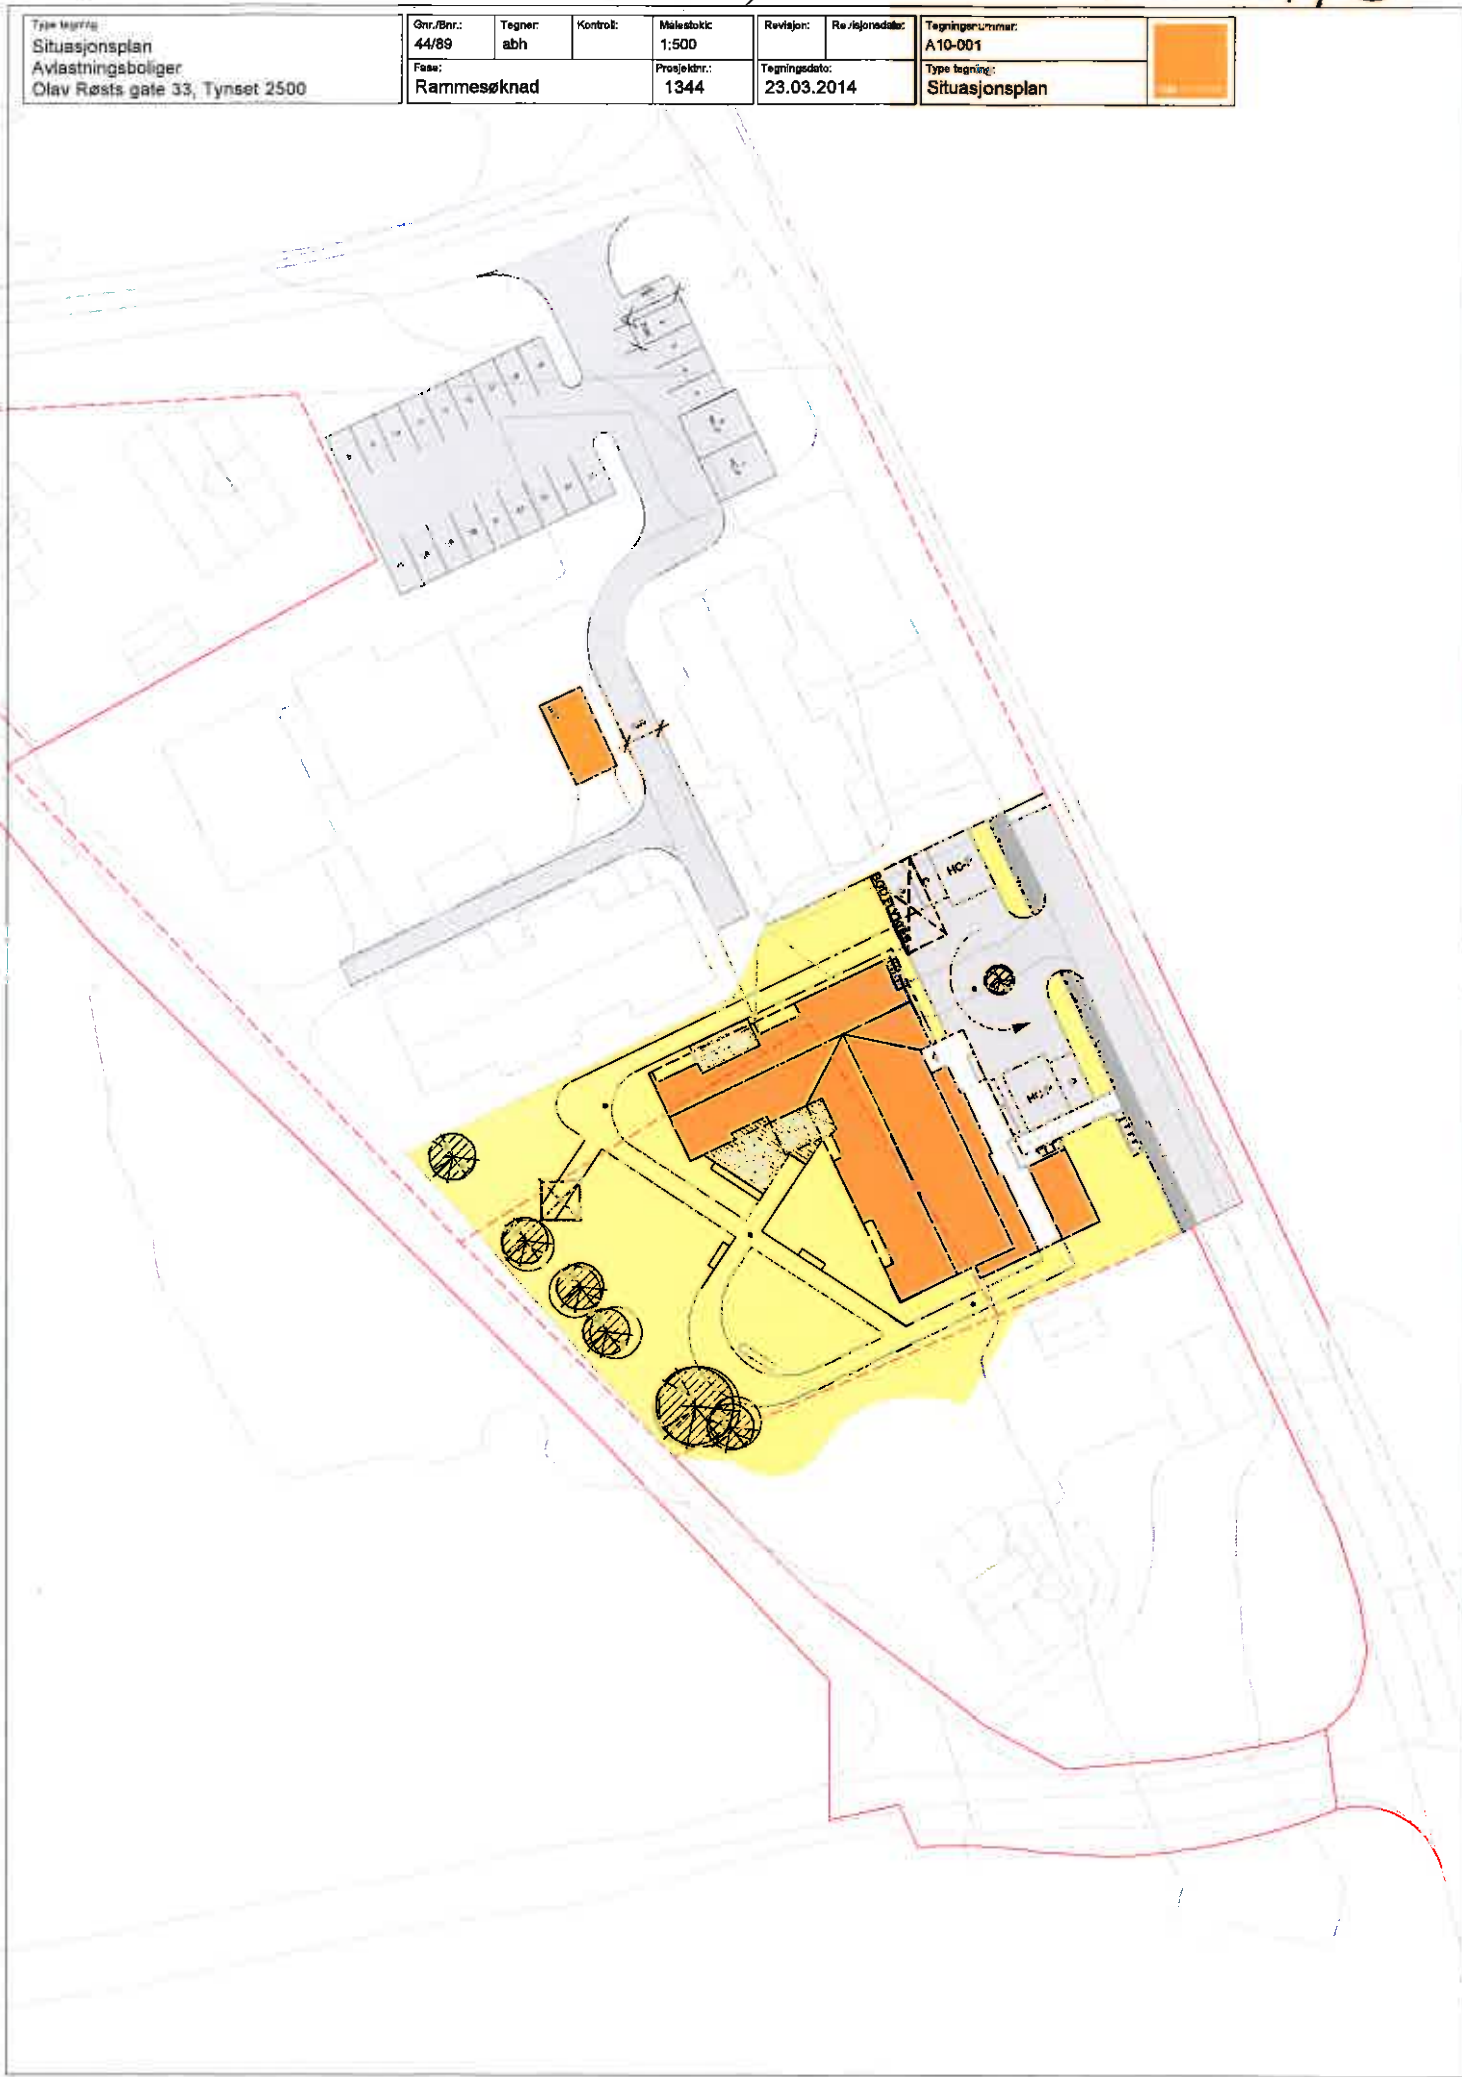 Type tegning
Situasjonsplan
Avlastningsboliger
Olav Røsts gate 33, Tynset 2500
Gnr./Bnr.:
44/89
Tegner:
abh
Kontroll:
Målestokk:
1:500
Fase:
Rammesøknad
Prosjektnr.:
1344
Revisjon:
Revisjonsdato:
Tegningsdato:
23.03.2014
Tegningsnummer:
A10-001
Type tegning:
Situasjonsplan
HC-P
HC-P